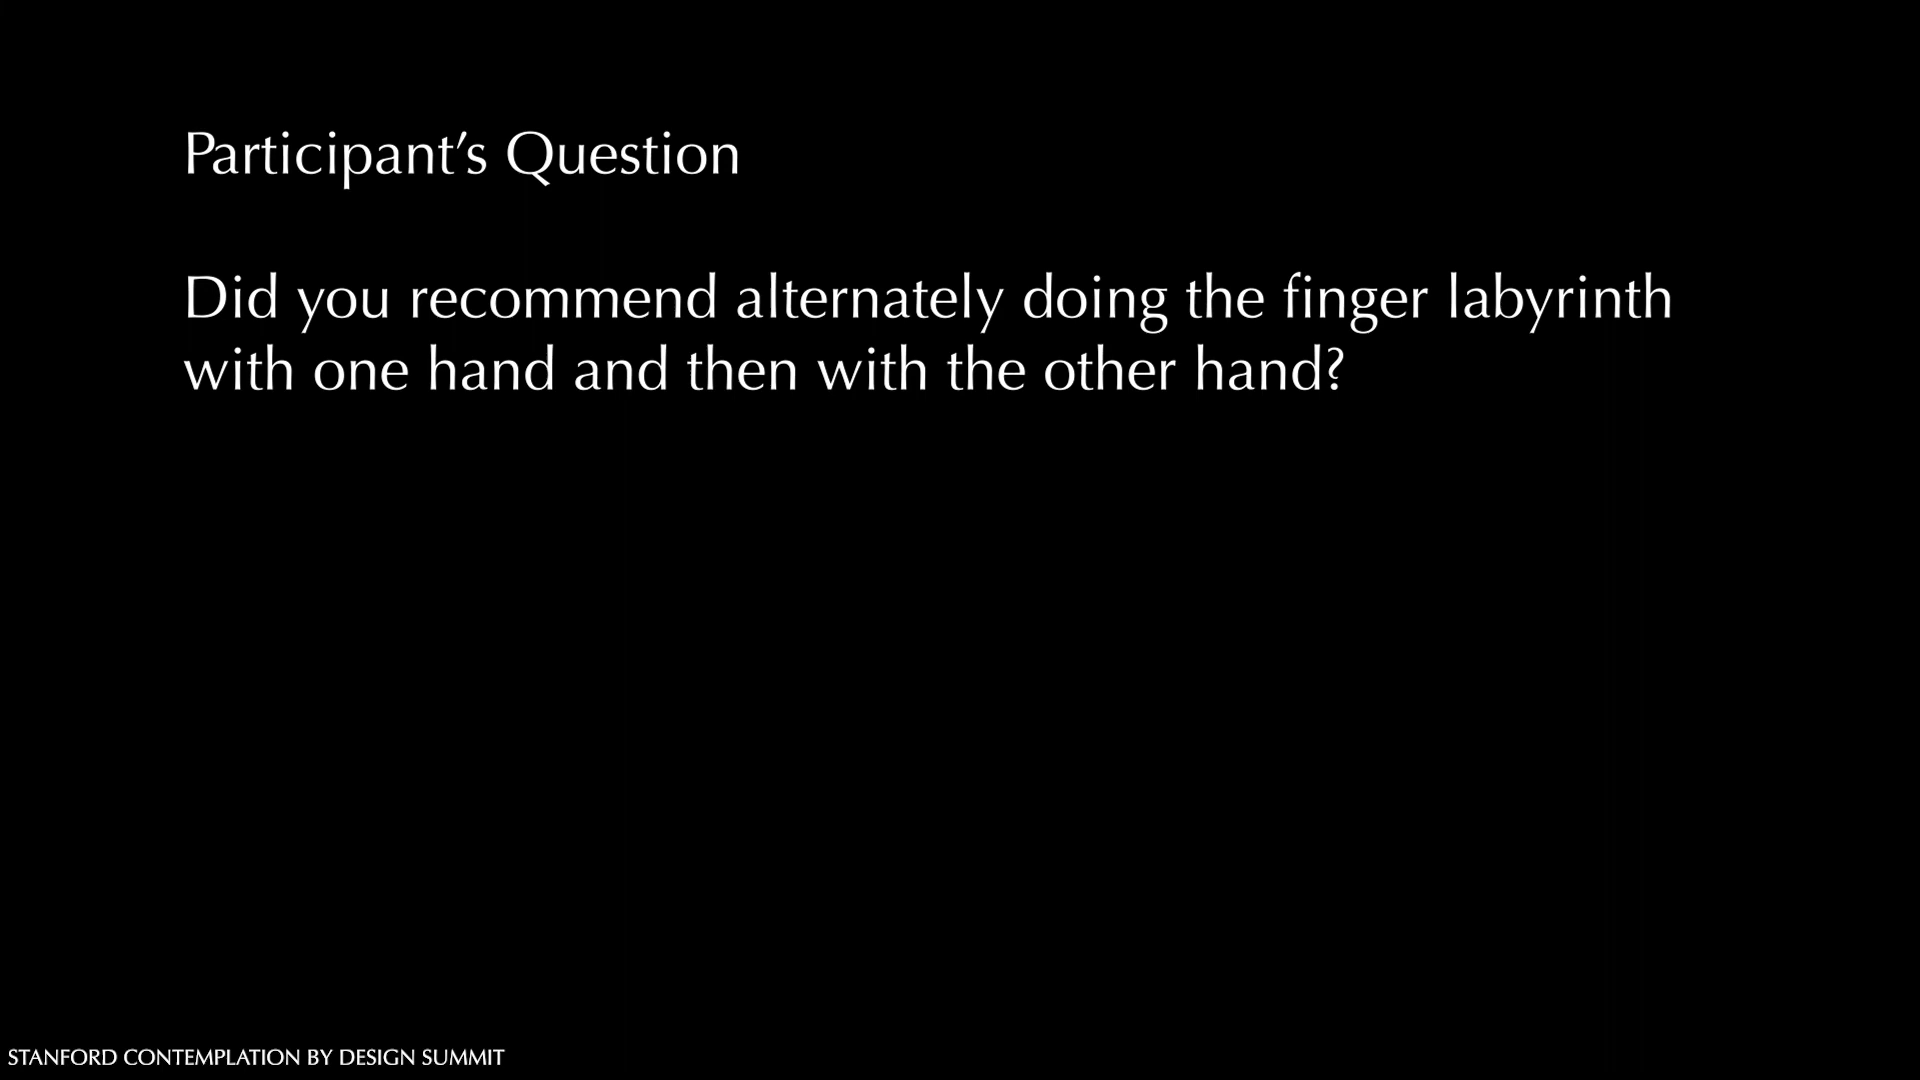 Participant’s Question
Did you recommend alternately doing the finger labyrinth
with one hand and then with the other hand?
STANFORD CONTEMPLATION BY DESIGN SUMMIT